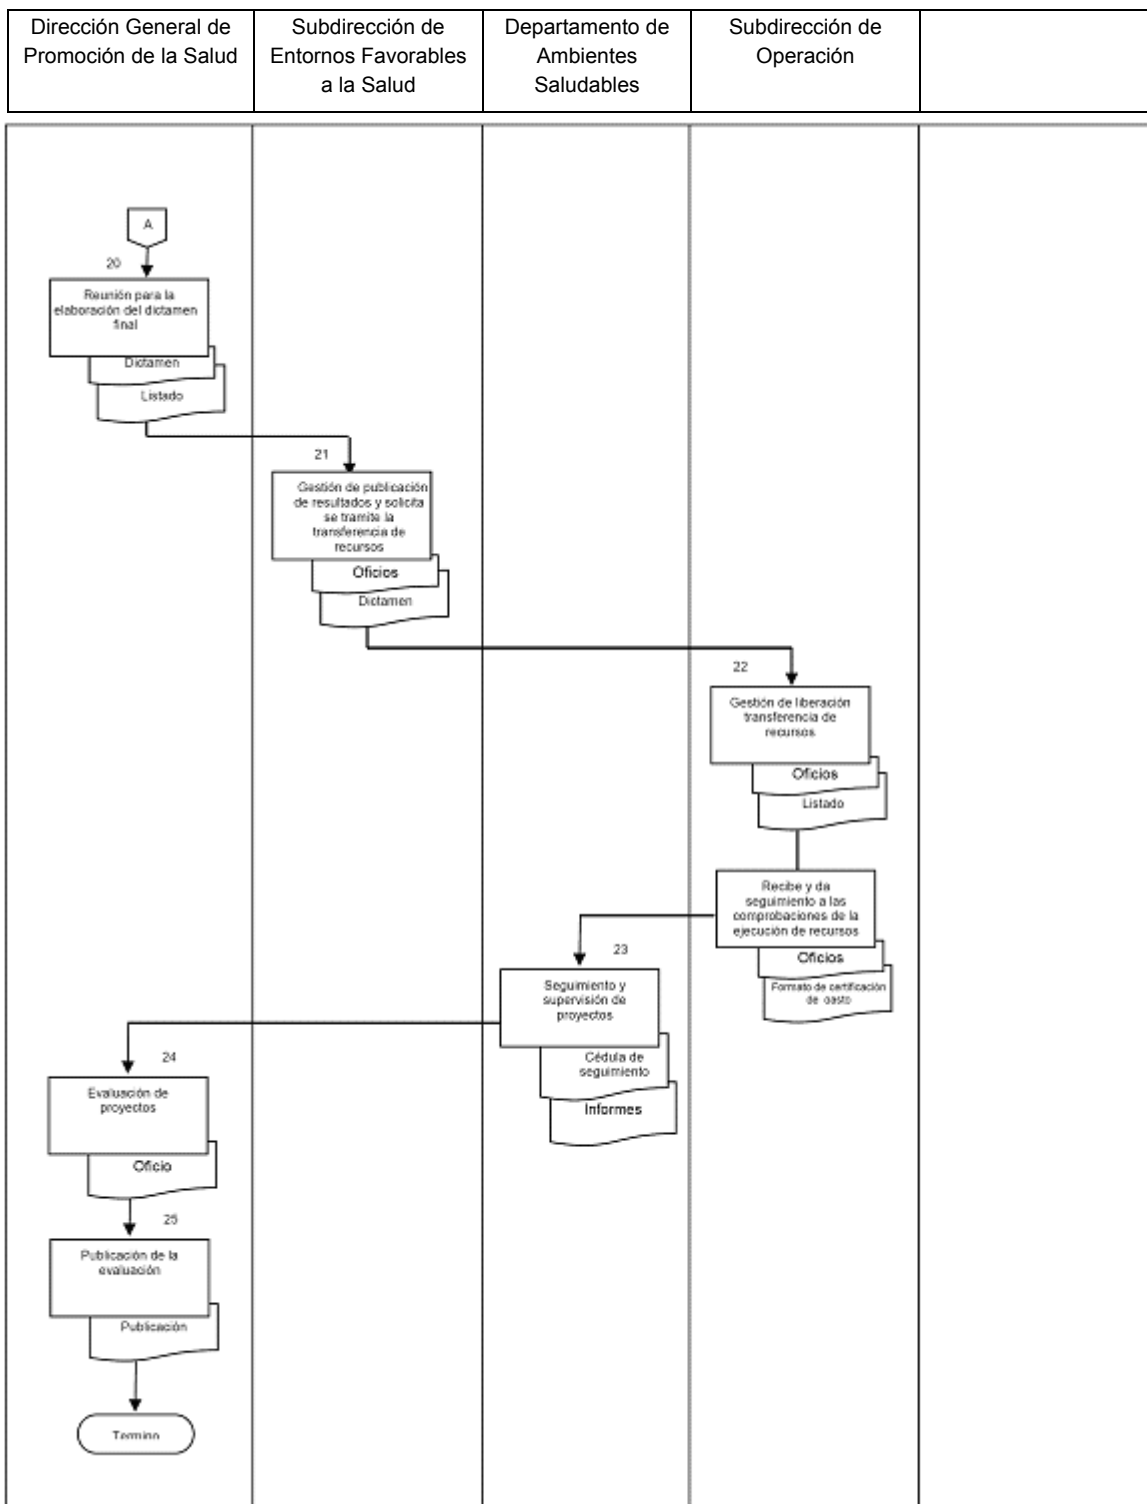 Dirección General de
Promoción de la Salud
Subdirección de
Entornos Favorables
a la Salud
Departamento de
Ambientes
Saludables
Subdirección de
Operación
A
20
Reunión para la
elaboración del dictamen
final
Dictamen
Listado
21
Gestión de publicación
de resultados y solicita
se tramite la
transferencia de
recursos
Oficios
Dictamen
22
Gestión de liberación
transferencia de
recursos
Oficios
Listado
Recibe y da
seguimiento a las
comprobaciones de la
ejecución de recursos
Oficios
Formato de certificación
de gasto
23
Seguimiento y
supervisión de
proyectos
Cédula de
seguimiento
Informes
24
Evaluación de
proyectos
Oficio
25
Publicación de la
evaluación
Publicación
Termino